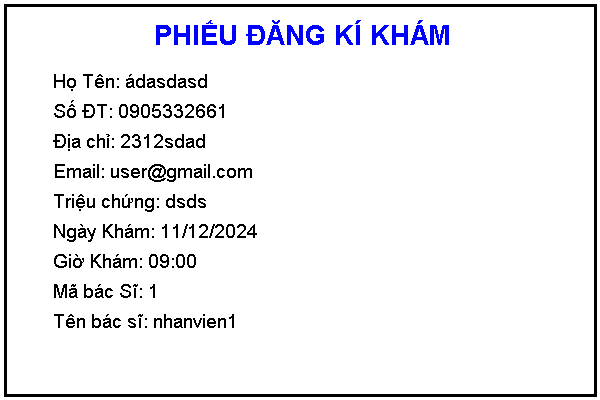 PHIẾU ĐĂNG KÍ KHÁM
Họ Tên: ádasdasd
Số ĐT: 0905332661
Địa chỉ: 2312sdad
Email: user@gmail.com
Triệu chứng: dsds
Ngày Khám: 11/12/2024
Giờ Khám: 09:00
Mã bác Sĩ: 1
Tên bác sĩ: nhanvien1